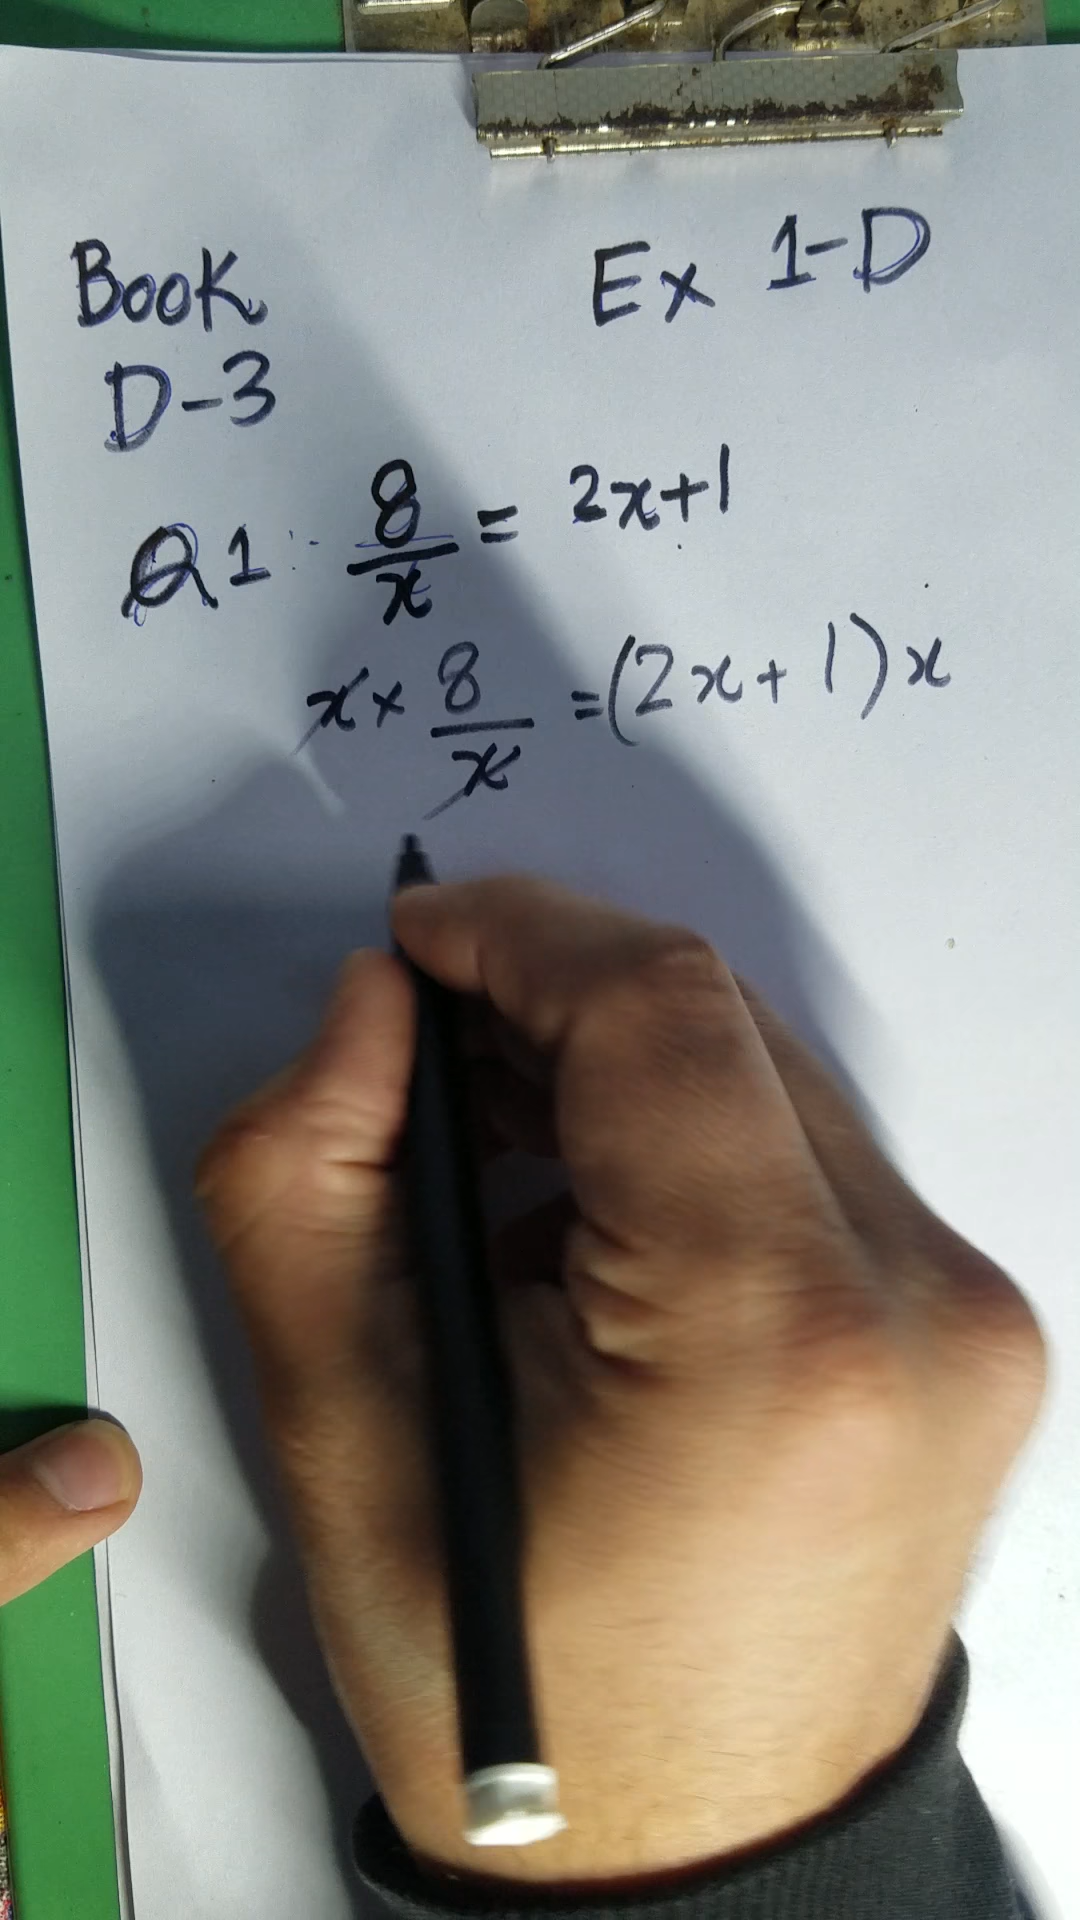 Book Ex 1-D
D-3
Q1:- 8/x = 2x+1
x × 8/x = (2x+1)x